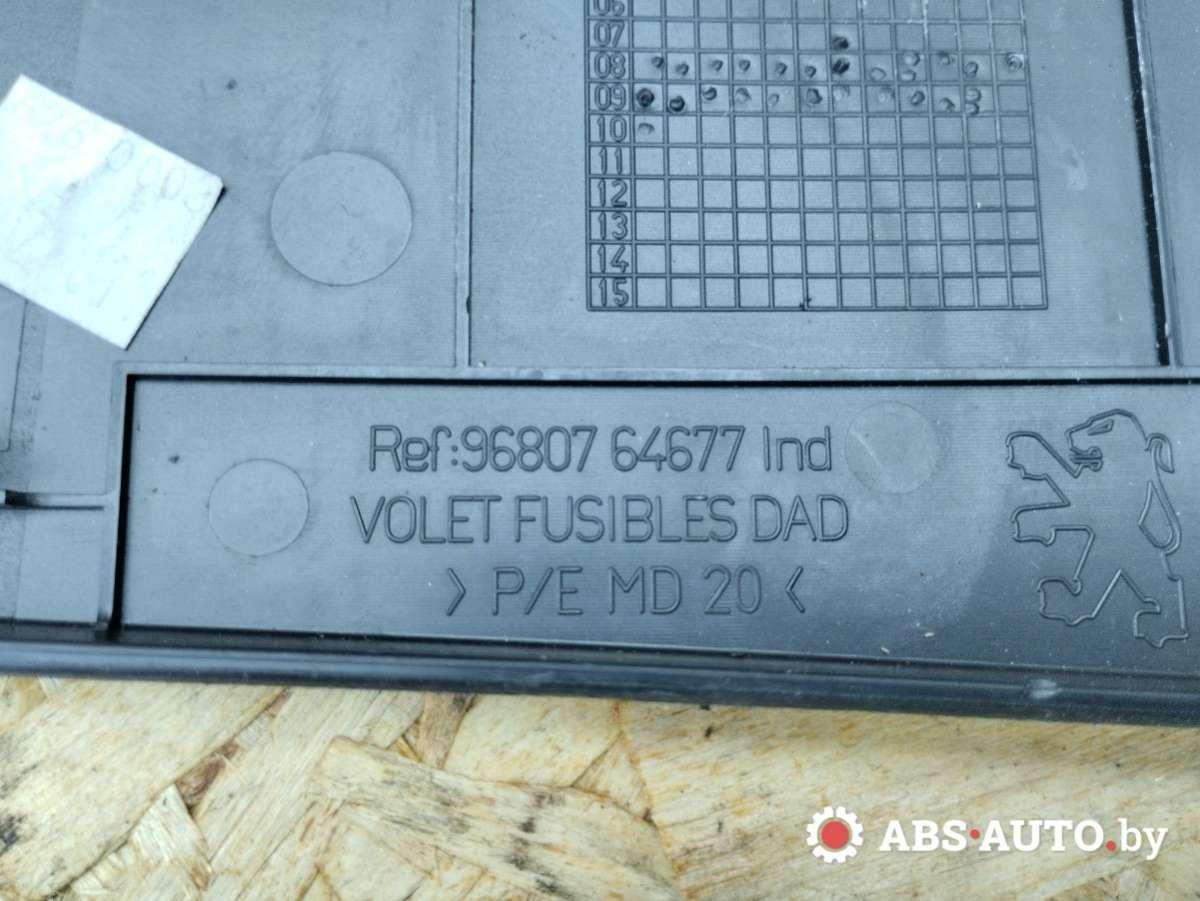 06
07
08
09
10
11
12
13
14
15
Ref:96807 64677 Ind
VOLET FUSIBLES DAD
> P/E MD 20 <
ABS·AUTO.by